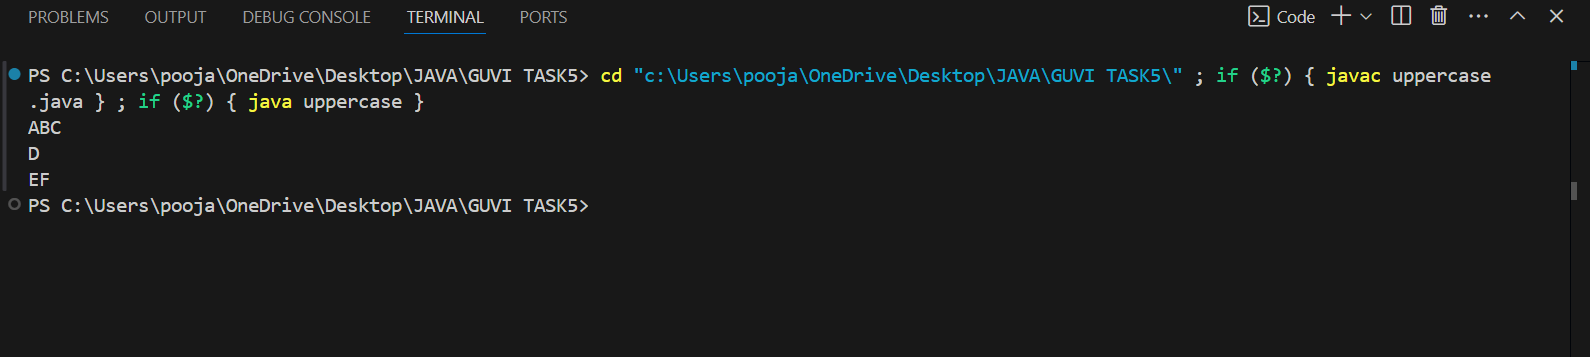 PROBLEMS OUTPUT DEBUG CONSOLE TERMINAL PORTS Code
PS C:\Users\pooja\OneDrive\Desktop\JAVA\GUVI TASK5> cd "c:\Users\pooja\OneDrive\Desktop\JAVA\GUVI TASK5\" ; if ($?) { javac uppercase
.java } ; if ($?) { java uppercase }
ABC
D
EF
PS C:\Users\pooja\OneDrive\Desktop\JAVA\GUVI TASK5>